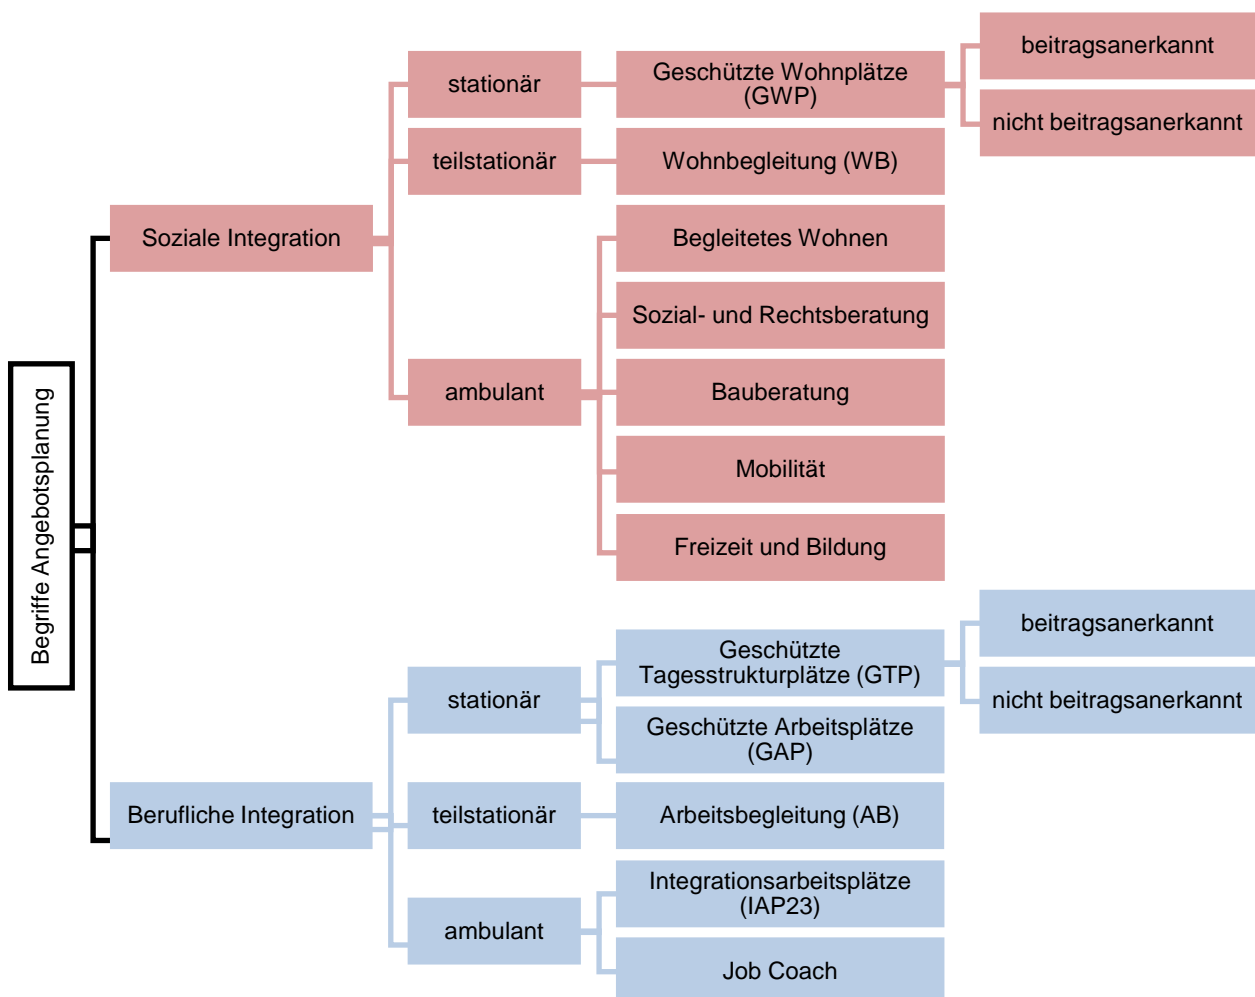 Begriffe Angebotsplanung
Soziale Integration
stationär
Geschützte Wohnplätze
(GWP)
beitragsanerkannt
nicht beitragsanerkannt
teilstationär
Wohnbegleitung (WB)
ambulant
Begleitetes Wohnen
Sozial- und Rechtsberatung
Bauberatung
Mobilität
Freizeit und Bildung
Berufliche Integration
stationär
Geschützte
Tagesstrukturplätze (GTP)
beitragsanerkannt
nicht beitragsanerkannt
Geschützte Arbeitsplätze
(GAP)
teilstationär
Arbeitsbegleitung (AB)
ambulant
Integrationsarbeitsplätze
(IAP23)
Job Coach